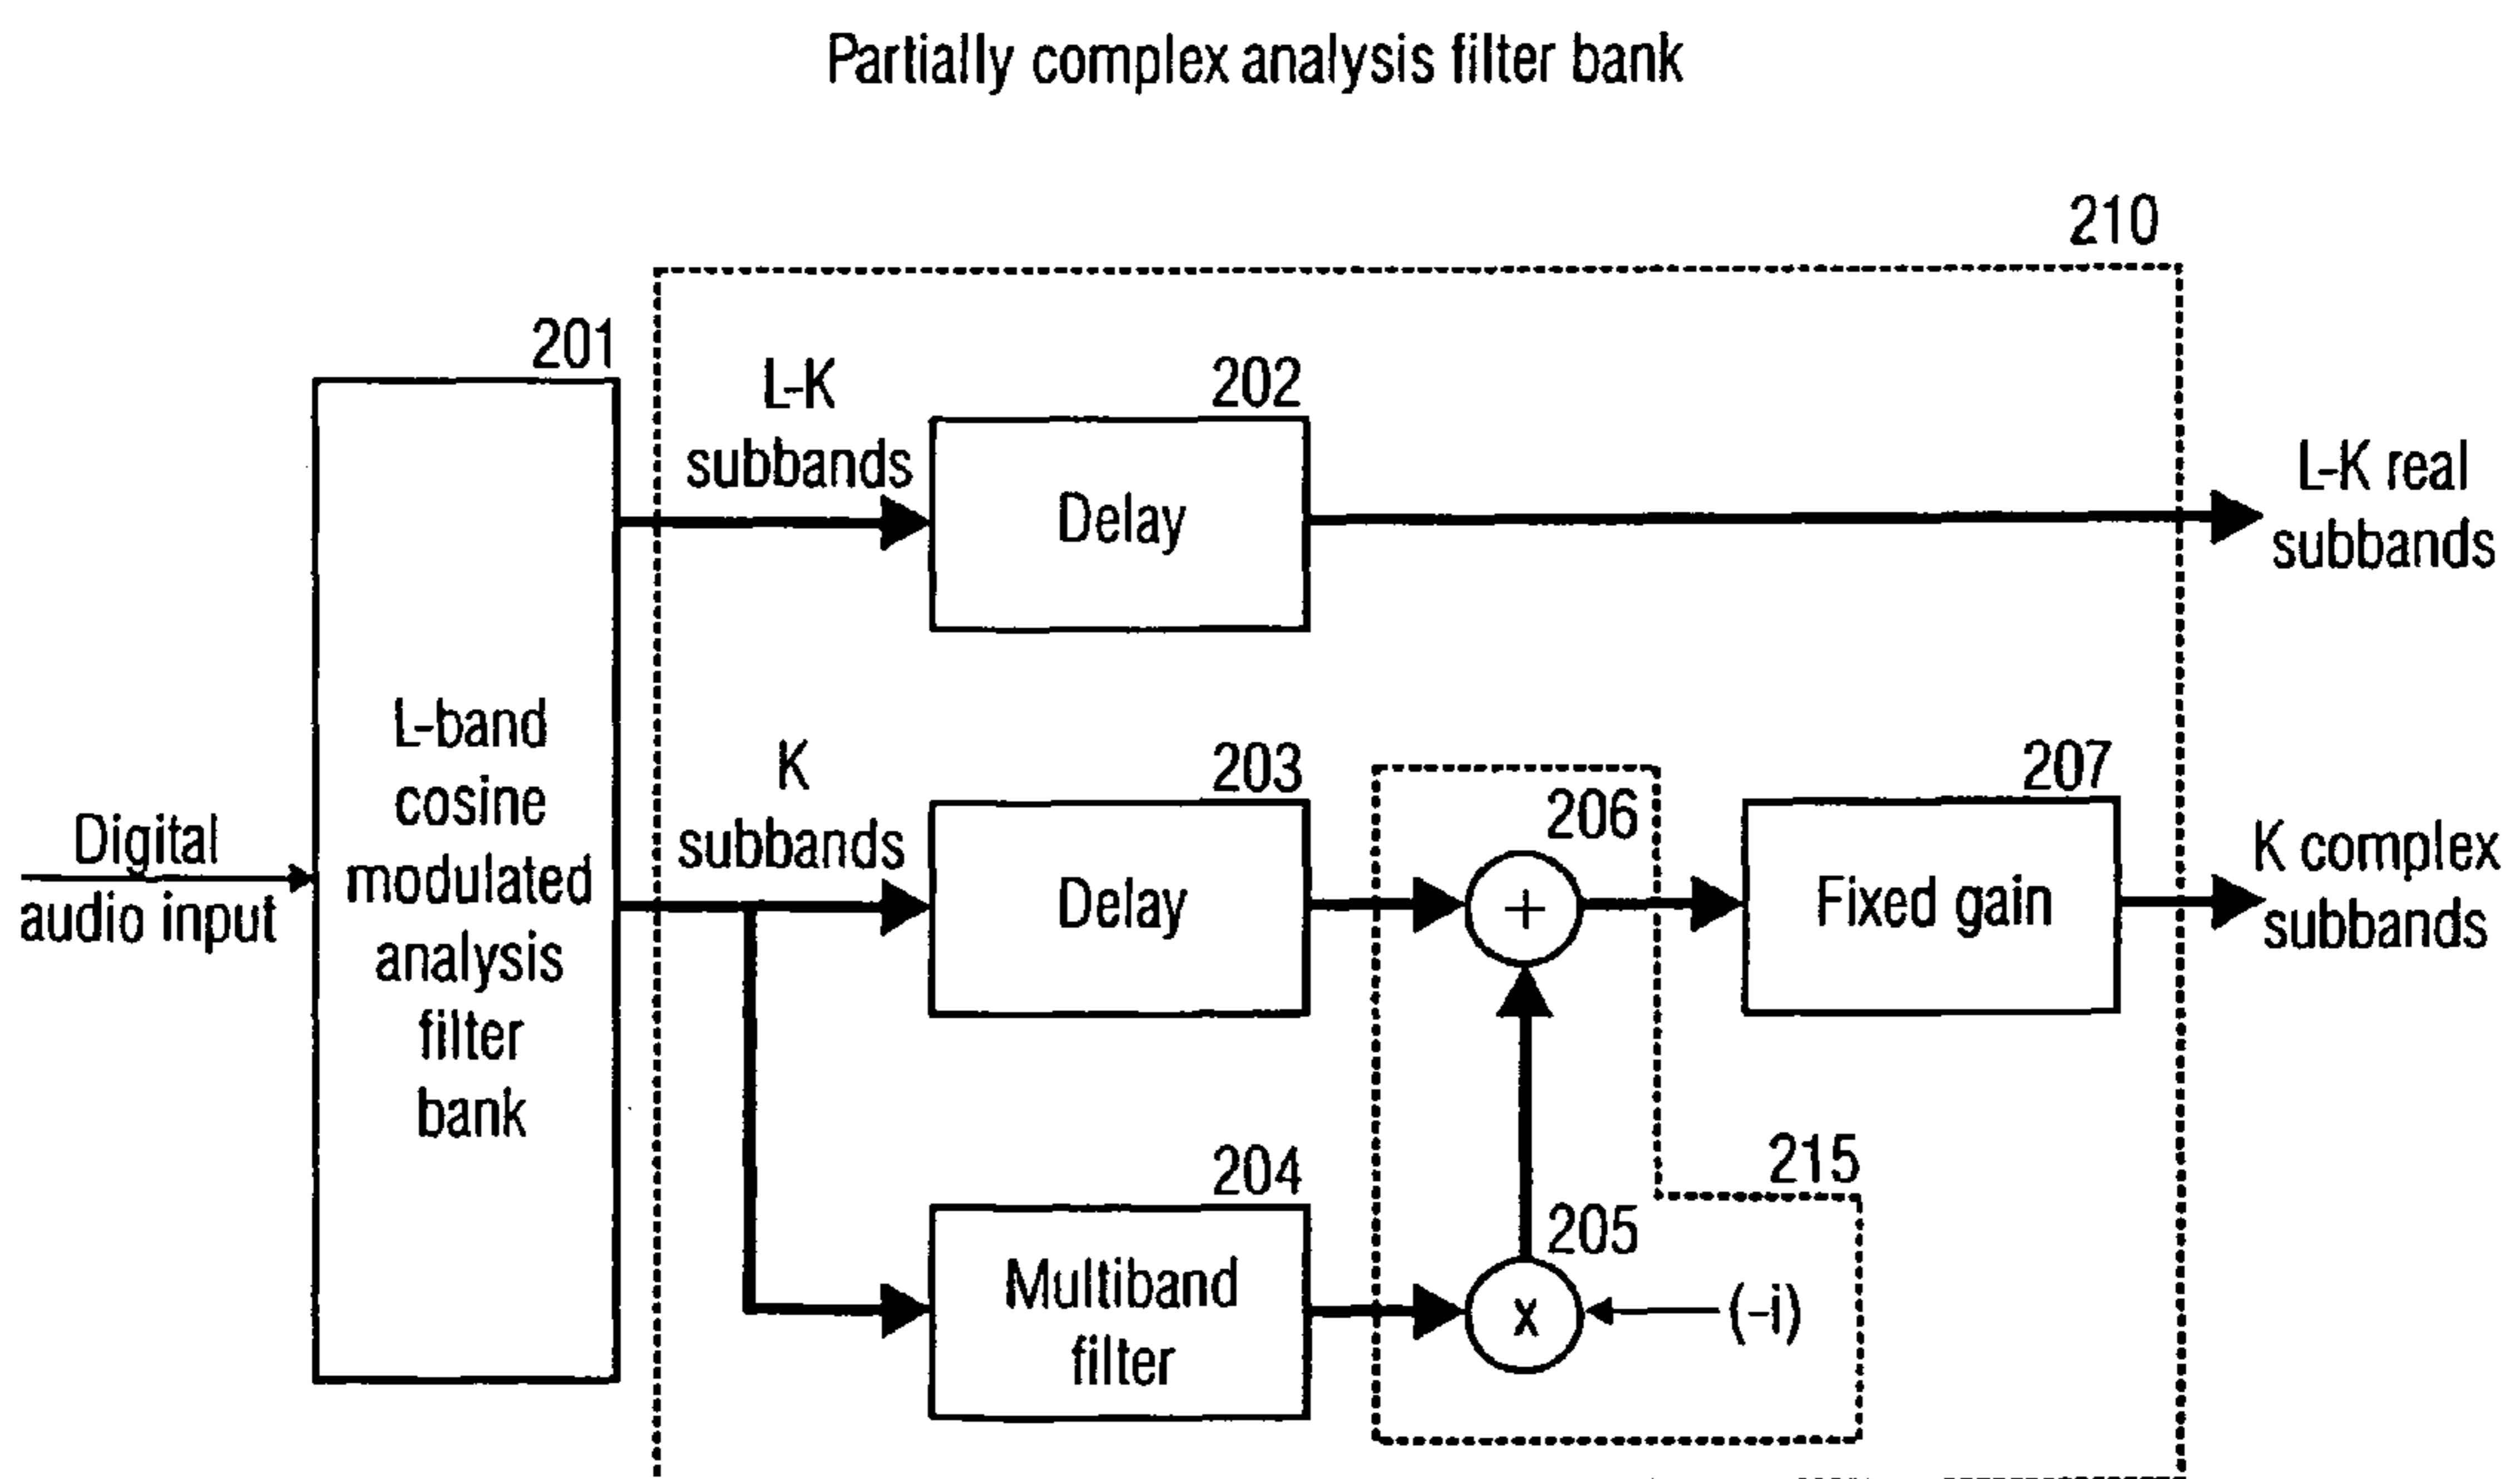 Partially complex analysis filter bank
210
201
L-K
subbands
202
Delay
L-K real
subbands
Digital
audio input
L-band
cosine
modulated
analysis
filter
bank
K
subbands
203
Delay
206
+
207
Fixed gain
K complex
subbands
204
Multiband
filter
205
x
215
(-i)